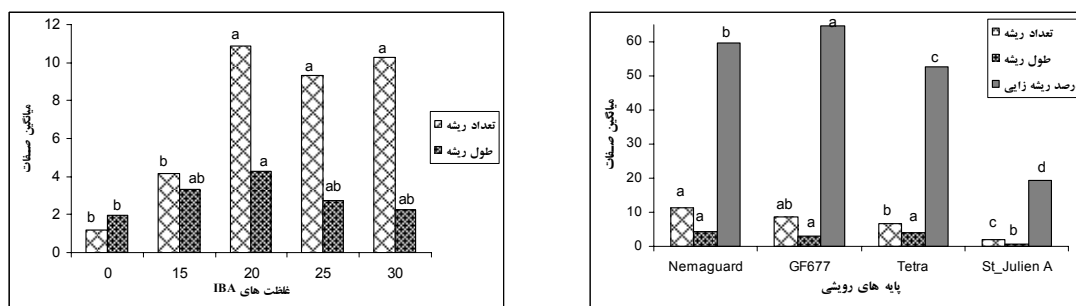 12
10
8
6
4
2
0
میانگین صفات
b b
b ab
a a
a ab
a ab
0 15 20 25 30
غلظت های IBA
تعداد ریشه
طول ریشه
60
50
40
30
20
10
0
میانگین صفات
a a b
ab a a
b a c
c b d
Nemaguard GF677 Tetra St_Julien A
پایه های رویشی
تعداد ریشه
طول ریشه
رصد ریشه زایی